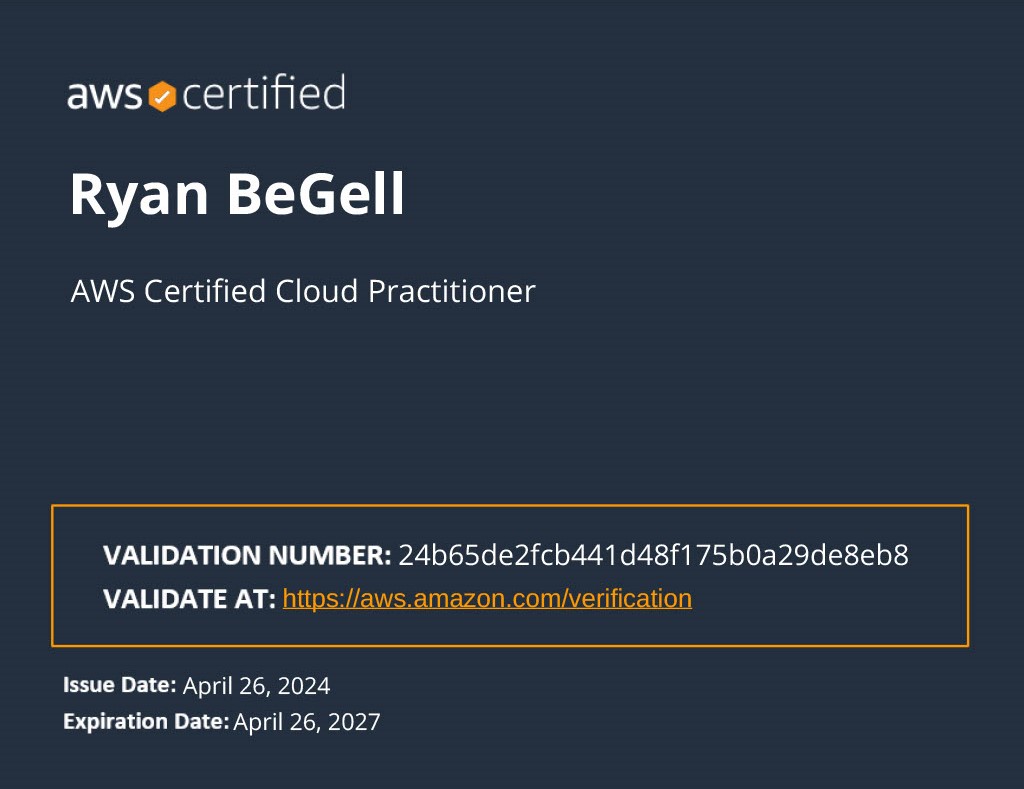 aws certified
Ryan BeGell
AWS Certified Cloud Practitioner
VALIDATION NUMBER: 24b65de2fcb441d48f175b0a29de8eb8
VALIDATE AT: https://aws.amazon.com/verification
Issue Date: April 26, 2024
Expiration Date: April 26, 2027